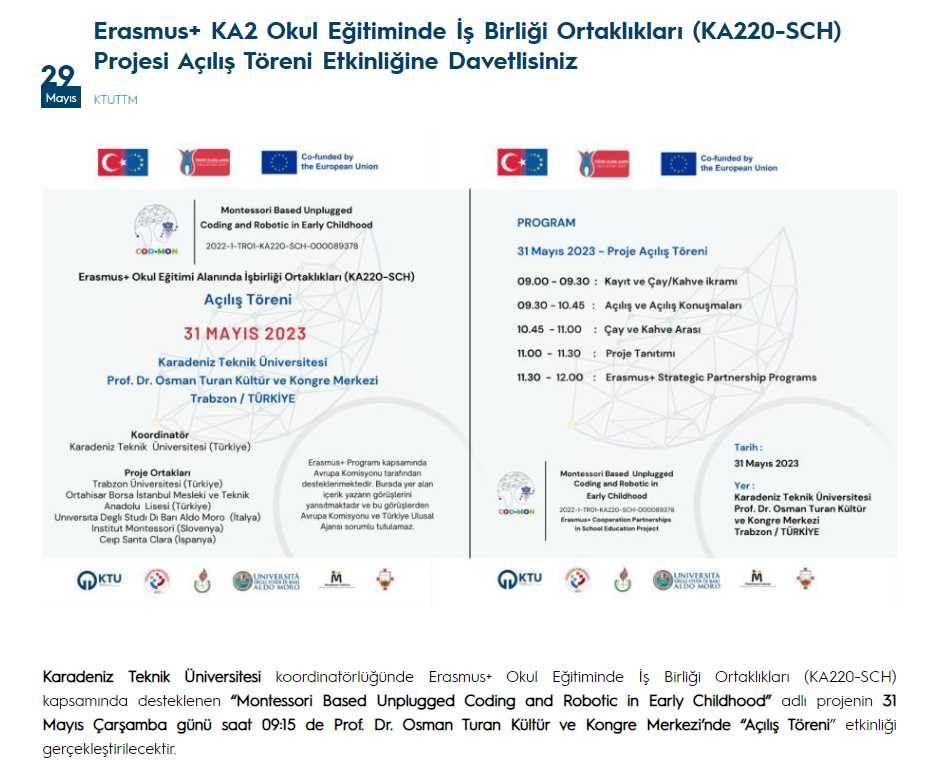 Erasmus+ KA2 Okul Eğitiminde İş Birliği Ortaklıkları (KA220-SCH)
Projesi Açılış Töreni Etkinliğine Davetlisiniz
29
Mayıs
KTUTTM
Co-funded by
the European Union
Montessori Based Unplugged
Coding and Robotic in Early Childhood
2022-1-TR01-KA220-SCH-000089378
COD-MON
Erasmus+ Okul Eğitimi Alanında İşbirliği Ortaklıkları (KA220-SCH)
Açılış Töreni
31 MAYIS 2023
Karadeniz Teknik Üniversitesi
Prof. Dr. Osman Turan Kültür ve Kongre Merkezi
Trabzon / TÜRKİYE
Koordinatör
Karadeniz Teknik Üniversitesi (Türkiye)
Proje Ortakları
Trabzon Üniversitesi (Türkiye)
Ortahisar Borsa İstanbul Mesleki ve Teknik
Anadolu Lisesi (Türkiye)
Unıversıta Deglı Studi Di Barı Aldo Moro (İtalya)
Institut Montessori (Slovenya)
Ceıp Santa Clara (İspanya)
Erasmus+ Programı kapsamında
Avrupa Komisyonu tarafından
desteklenmektedir. Burada yer alan
içerik yazarın görüşlerini
yansıtmaktadır ve bu görüşlerden
Avrupa Komisyonu ve Türkiye Ulusal
Ajansı sorumlu tutulamaz.
KTU
UNIVERSITÀ
DEGLI STUDI DI BARI
ALDO MORO
Co-funded by
the European Union
PROGRAM
31 Mayıs 2023 - Proje Açılış Töreni
09.00 - 09.30 : Kayıt ve Çay/Kahve ikramı
09.30 - 10.45 : Açılış ve Açılış Konuşmaları
10.45 - 11.00 : Çay ve Kahve Arası
11.00 - 11.30 : Proje Tanıtımı
11.30 - 12.00 : Erasmus+ Strategic Partnership Programs
Montessori Based Unplugged
Coding and Robotic in
Early Childhood
2022-1-TR01-KA220-SCH-000089378
Erasmus+ Cooperation Partnerships
in School Education Project
COD-MON
Tarih :
31 Mayıs 2023
Yer :
Karadeniz Teknik Üniversitesi
Prof. Dr. Osman Turan Kültür
ve Kongre Merkezi
Trabzon / TÜRKİYE
KTU
UNIVERSITÀ
DEGLI STUDI DI BARI
ALDO MORO
Karadeniz Teknik Üniversitesi koordinatörlüğünde Erasmus+ Okul Eğitiminde İş Birliği Ortaklıkları (KA220-SCH)
kapsamında desteklenen “Montessori Based Unplugged Coding and Robotic in Early Childhood” adlı projenin 31
Mayıs Çarşamba günü saat 09:15 de Prof. Dr. Osman Turan Kültür ve Kongre Merkezi’nde “Açılış Töreni” etkinliği
gerçekleştirilecektir.